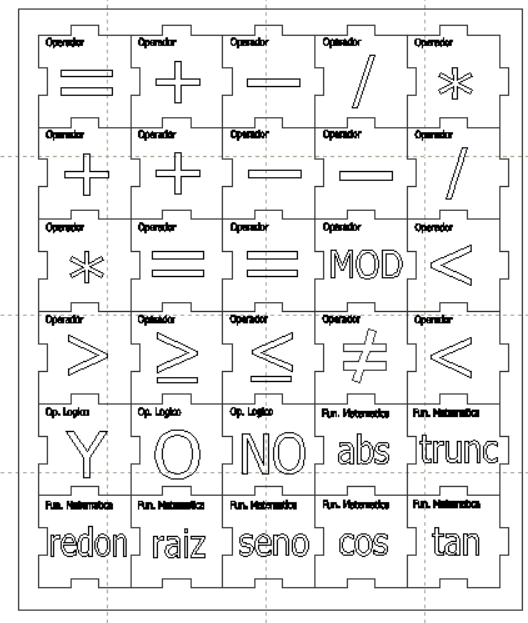 Operador Operador Operador Operador Operador
= + − / *
Operador Operador Operador Operador Operador
+ + − − /
Operador Operador Operador Operador Operador
* = = MOD <
Operador Operador Operador Operador Operador
> ≥ ≤ ≠ <
Op. Logico Op. Logico Op. Logico Fun. Matematica Fun. Matematica
Y O NO abs trunc
Fun. Matematica Fun. Matematica Fun. Matematica Fun. Matematica Fun. Matematica
redon raiz seno cos tan